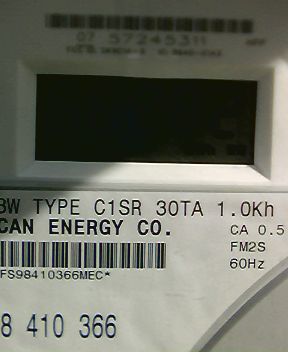 07 57245311
3W TYPE C1SR 30TA 1.0Kh
CAN ENERGY CO.
CA 0.5
FM2S
60Hz
FS98410366MEC*
8 410 366